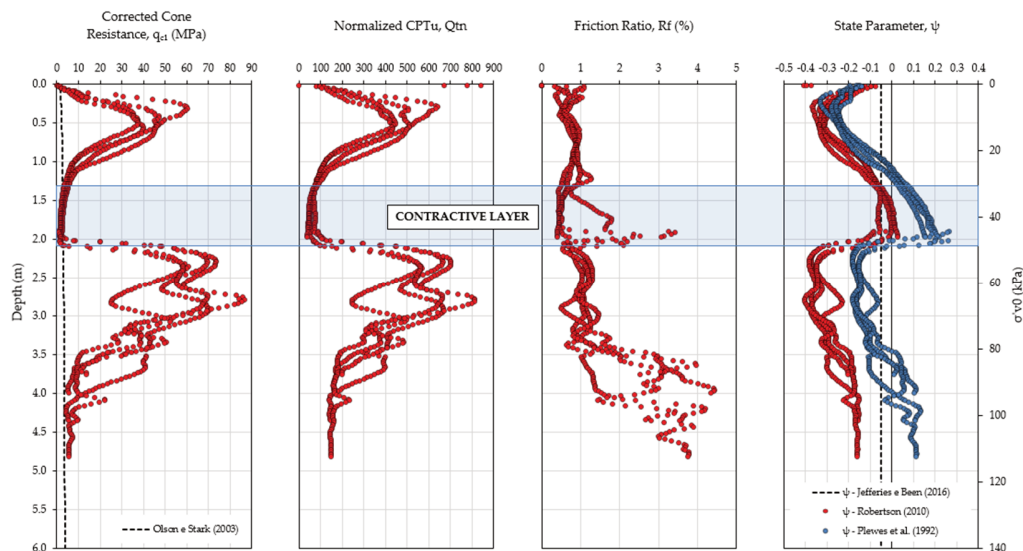 Corrected Cone
Resistance, qc1 (MPa)
Normalized CPTu, Qtn
Friction Ratio, Rf (%)
State Parameter, ψ
0 10 20 30 40 50 60 70 80 90
0 100 200 300 400 500 600 700 800 900
0 1 2 3 4 5
-0.5 -0.4 -0.3 -0.2 -0.1 0 0.1 0.2 0.3 0.4
0.0 0
0.5
1.0 20
1.5
CONTRACTIVE LAYER
40
2.0
2.5
60
Depth (m)
σ'v0 (kPa)
3.0
3.5 80
4.0
100
4.5
5.0
120
5.5
6.0 140
Olson e Stark (2003)
ψ - Jefferies e Been (2016)
ψ - Robertson (2010)
ψ - Plewes et al. (1992)